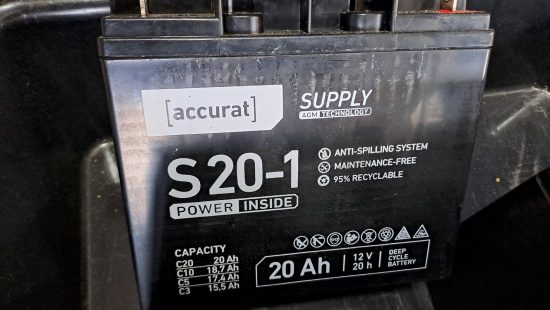 [accurat]
SUPPLY
AGM TECHNOLOGY
S 20-1
POWER INSIDE
ANTI-SPILLING SYSTEM
MAINTENANCE-FREE
95% RECYCLABLE
CAPACITY
C20 20 Ah
C10 18,7 Ah
C5 17,4 Ah
C3 15,5 Ah
20 Ah
12 V
20 h
DEEP
CYCLE
BATTERY